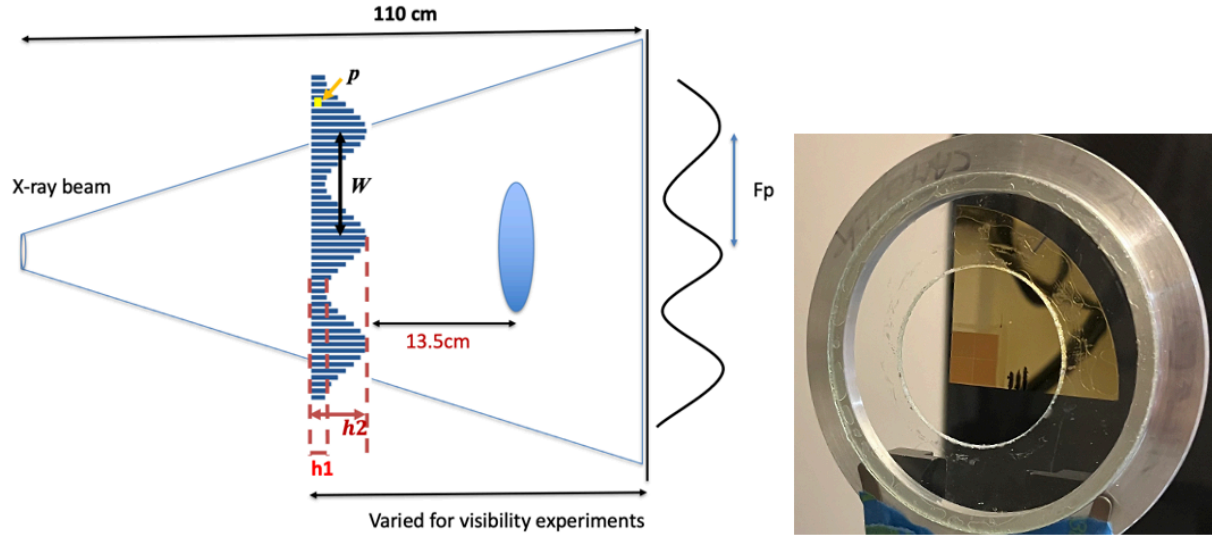 110 cm
p
X-ray beam
W
Fp
13.5cm
h2
h1
Varied for visibility experiments